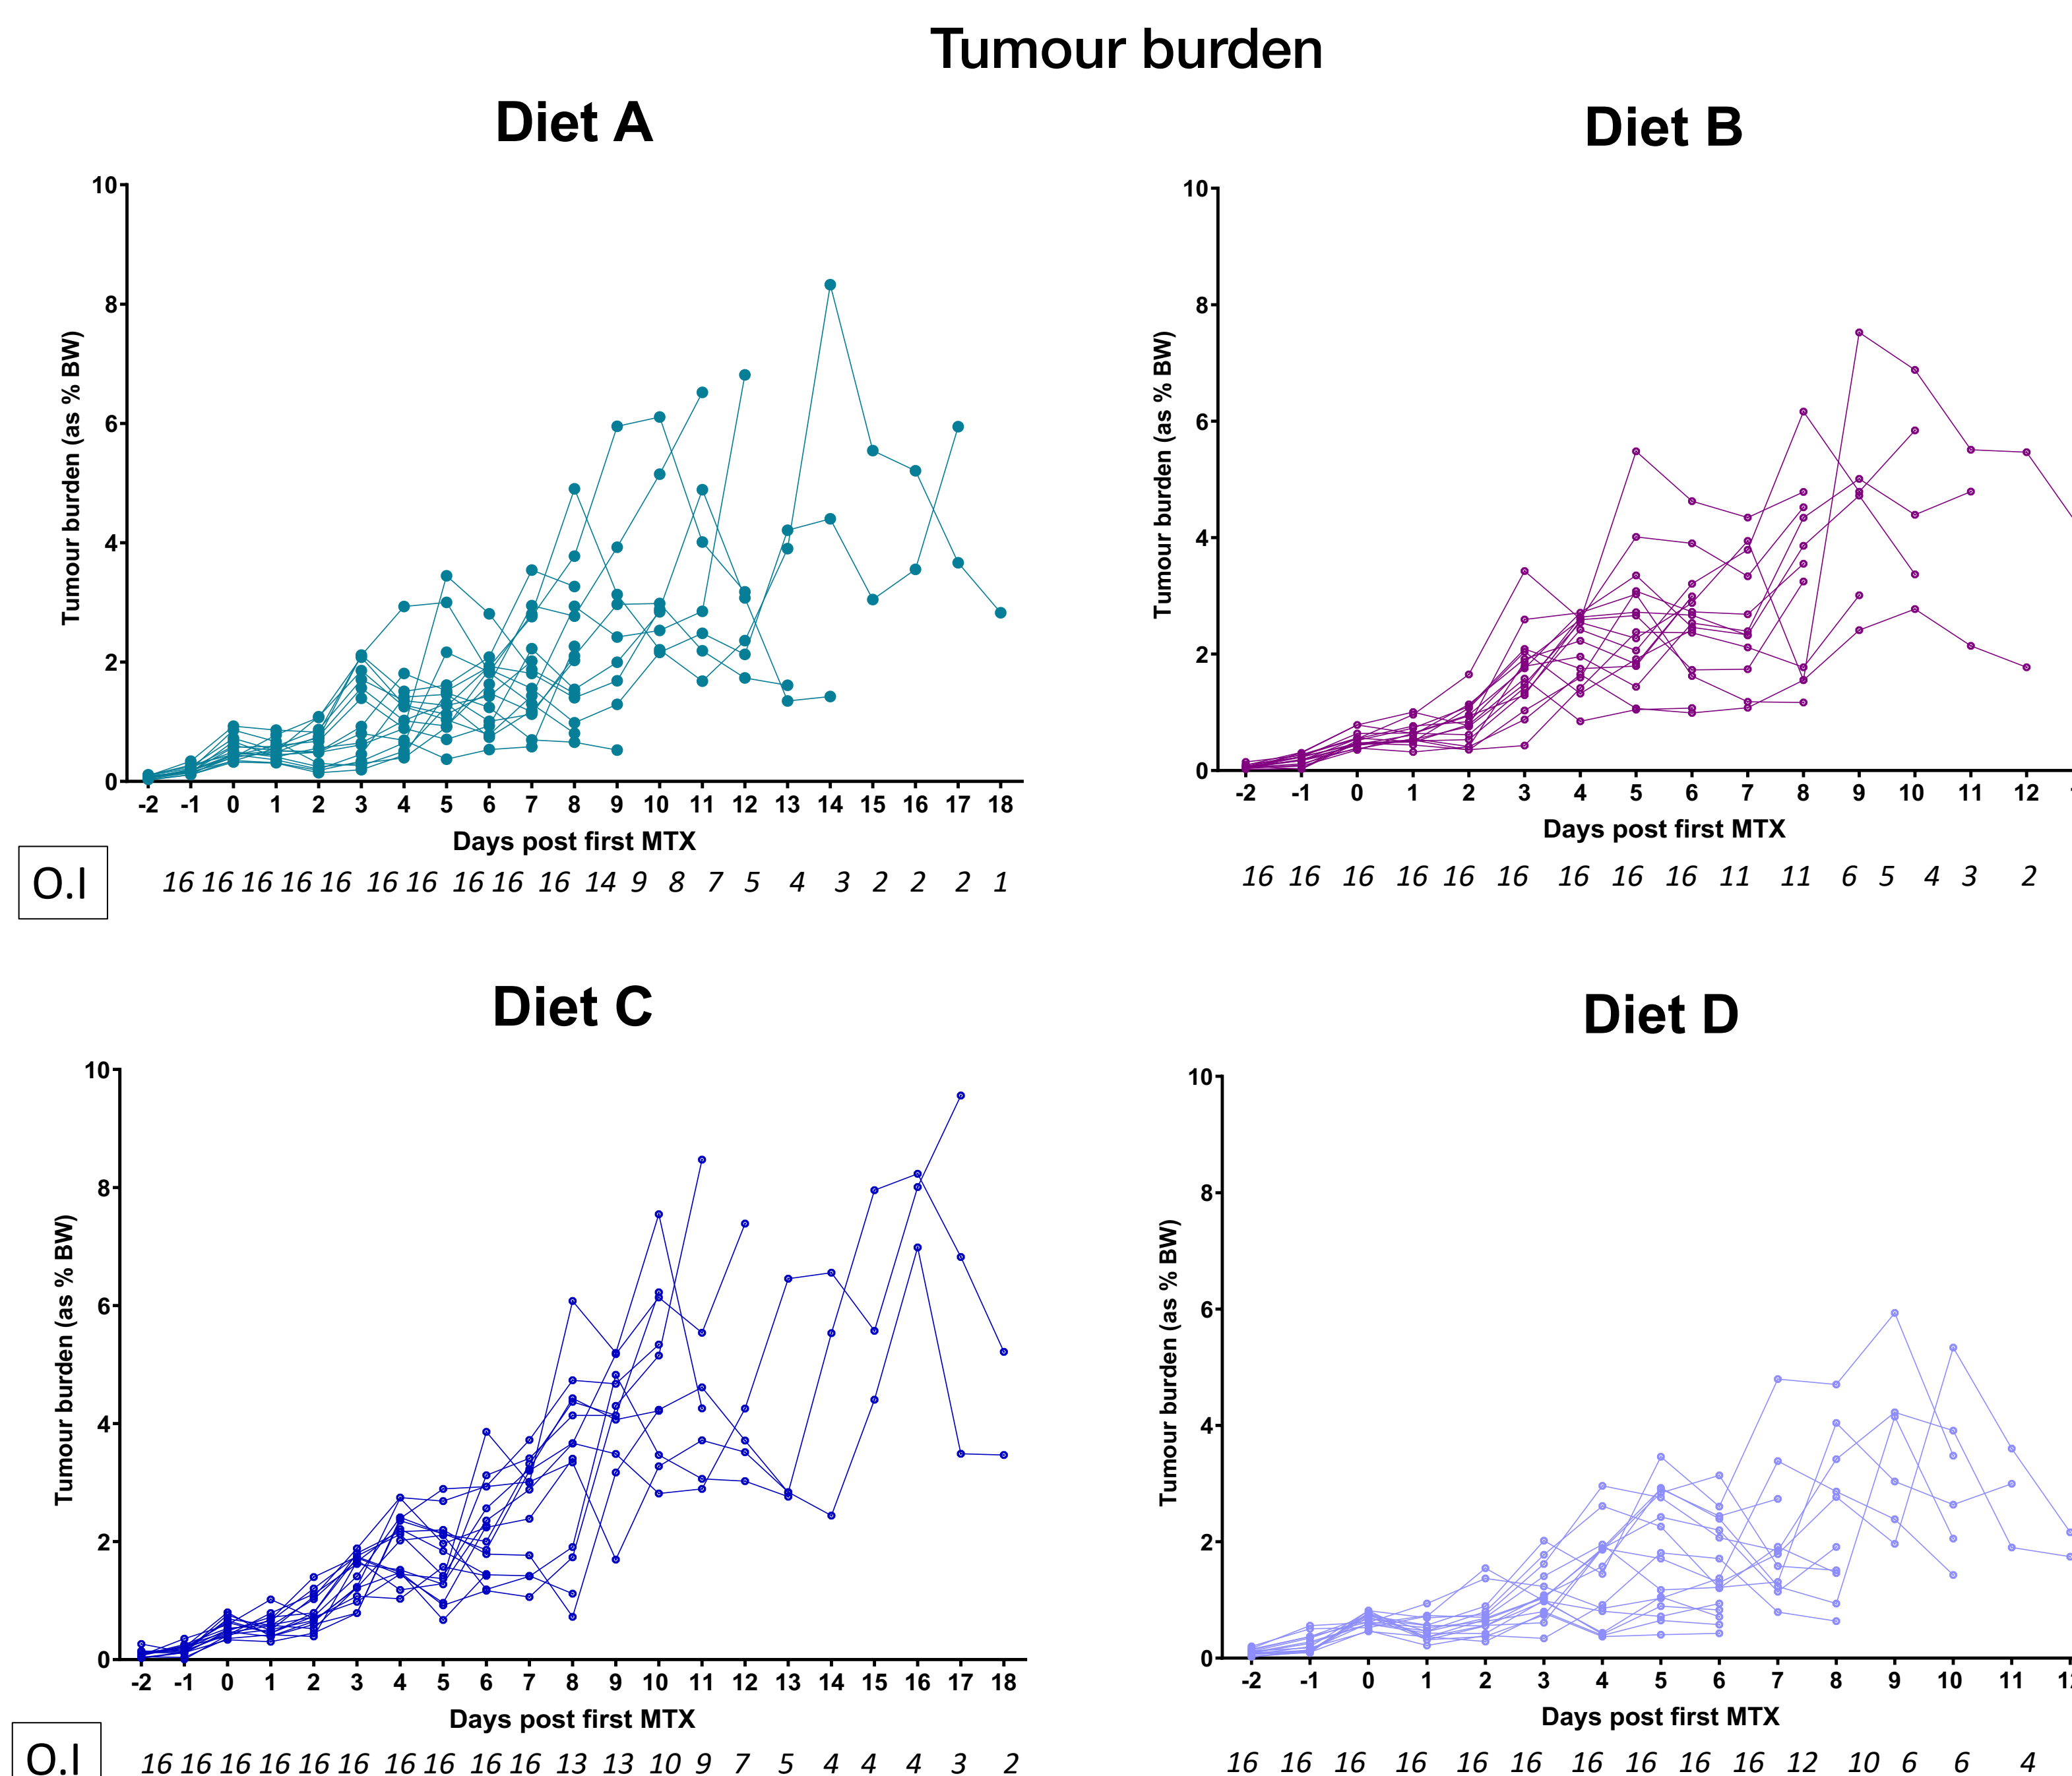 Tumour burden
Diet A
Tumour burden (as % BW)
10
8
6
4
2
0
-2 -1 0 1 2 3 4 5 6 7 8 9 10 11 12 13 14 15 16 17 18
Days post first MTX
O.I
16 16 16 16 16 16 16 16 16 16 14 9 8 7 5 4 3 2 2 2 1
Diet B
Tumour burden (as % BW)
10
8
6
4
2
0
-2 -1 0 1 2 3 4 5 6 7 8 9 10 11 12
Days post first MTX
16 16 16 16 16 16 16 16 16 11 11 6 5 4 3 2
Diet C
Tumour burden (as % BW)
10
8
6
4
2
0
-2 -1 0 1 2 3 4 5 6 7 8 9 10 11 12 13 14 15 16 17 18
Days post first MTX
O.I
16 16 16 16 16 16 16 16 16 16 13 13 10 9 7 5 4 4 4 3 2
Diet D
Tumour burden (as % BW)
10
8
6
4
2
0
-2 -1 0 1 2 3 4 5 6 7 8 9 10 11
Days post first MTX
16 16 16 16 16 16 16 16 16 16 12 10 6 6 4